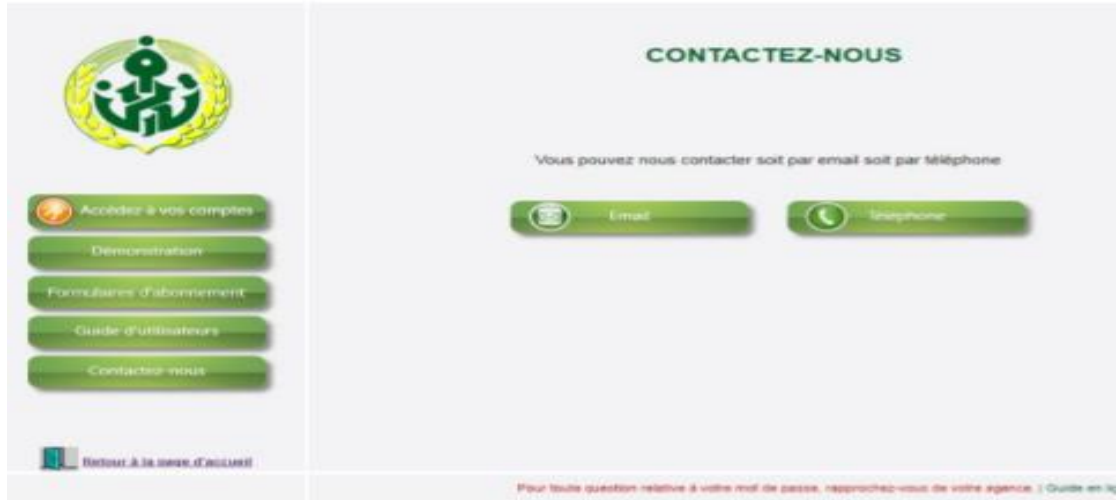 CONTACTEZ-NOUS
Vous pouvez nous contacter soit par email soit par téléphone
Accédez à vos comptes
Email
Téléphone
Démonstration
Formulaires d'abonnement
Guide d'utilisateurs
Contactez-nous
Retour à la page d'accueil
Pour toute question relative à votre mot de passe, rapprochez-vous de votre agence. | Guide en